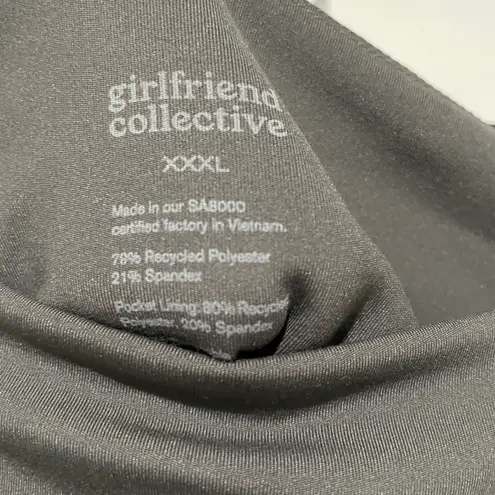 girlfriend
collective
XXXL
Made in our SA8000
certified factory in Vietnam.
79% Recycled Polyester
21% Spandex
Pocket Lining: 80% Recycled
Polyester, 20% Spandex